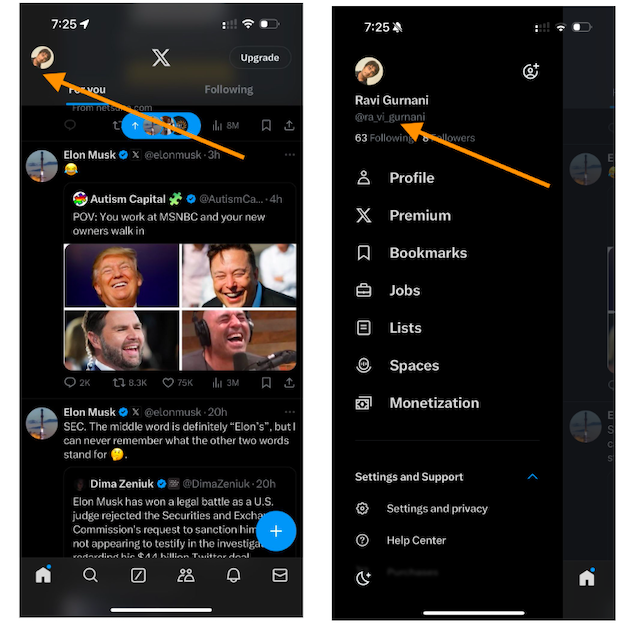 7:25
Upgrade
For you
Following
From netsuite.com
8M
Elon Musk @elonmusk · 3h
😂
Autism Capital 🧩 @AutismCa... · 4h
POV: You work at MSNBC and your new
owners walk in
2K 8.3K 75K 3M
Elon Musk X @elonmusk · 20h
SEC. The middle word is definitely "Elon's", but I
can never remember what the other two words
stand for 🤔.
Dima Zeniuk @DimaZeniuk · 20h
Elon Musk has won a legal battle as a U.S.
judge rejected the Securities and Exchange
Commission's request to sanction him
not appearing to testify in the investigat
regarding his $44 billion Twitter deal
7:25
Ravi Gurnani
@ra_vi_gurnani
63 Following 8 Followers
Profile
Premium
Bookmarks
Jobs
Lists
Spaces
Monetization
Settings and Support
Settings and privacy
Help Center
Purchases